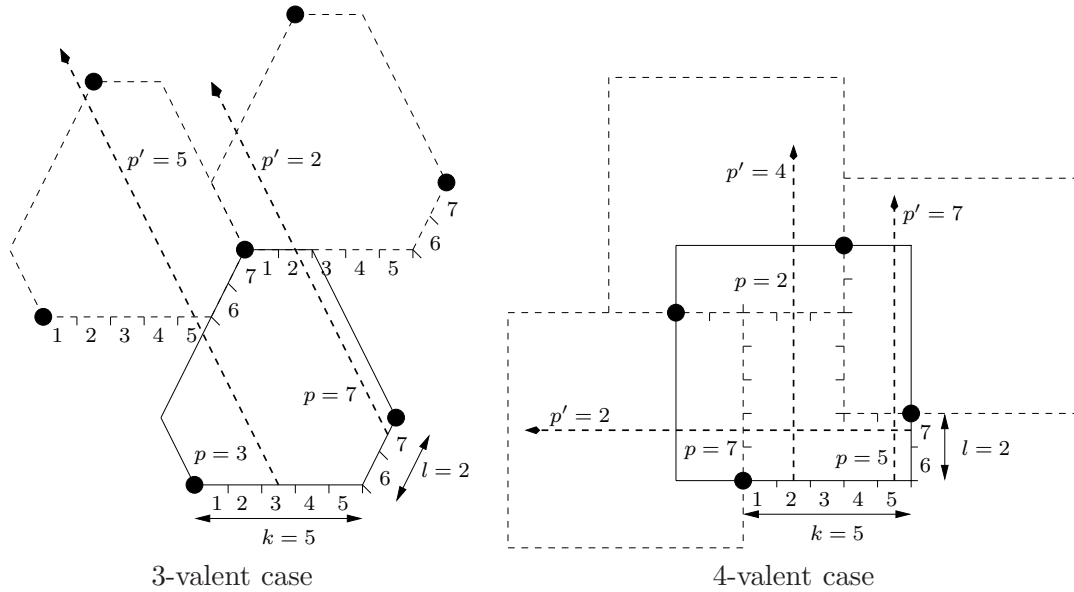 p′ = 5
p′ = 2
7
6
7 1 2 3 4 5
6
1 2 3 4 5
p = 7
p = 3
7
6
l = 2
1 2 3 4 5
k = 5
3-valent case
p′ = 4
p′ = 7
p = 2
p′ = 2
p = 7
p = 5
7
6
l = 2
1 2 3 4 5
k = 5
4-valent case